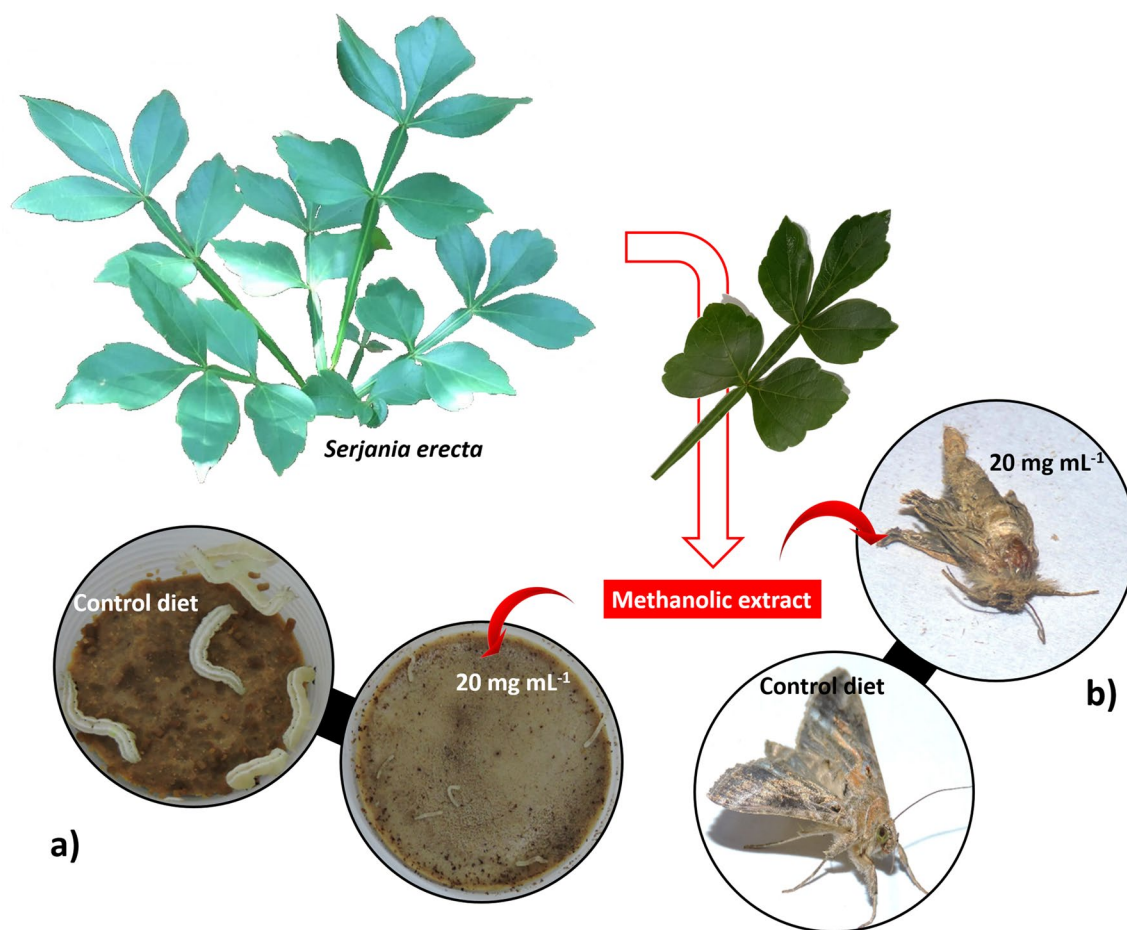 Serjania erecta
20 mg mL-1
Control diet
Methanolic extract
20 mg mL-1
Control diet
b)
a)